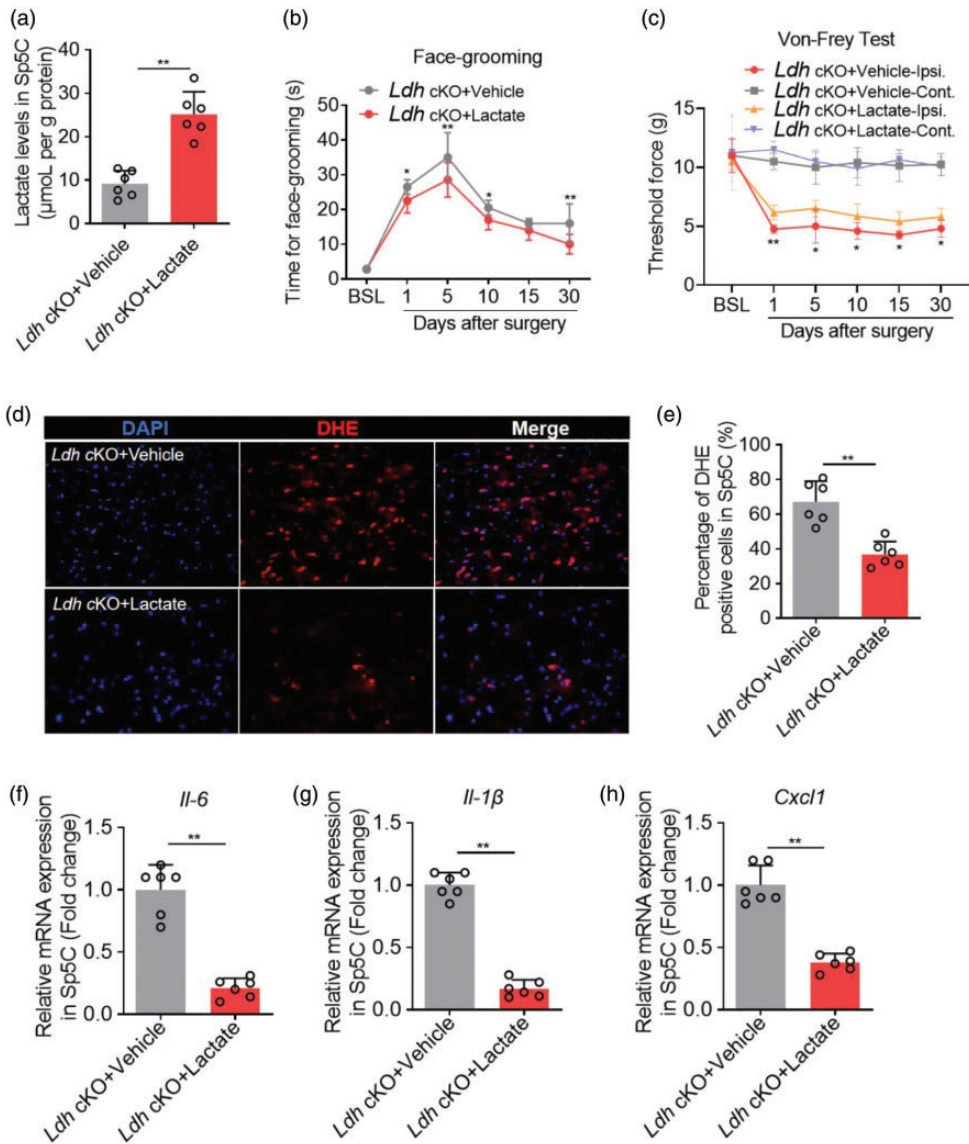 (a)
Lactate levels in Sp5C
(μmoL per g protein)
40
30
20
10
0
**
Ldh cKO+Vehicle
Ldh cKO+Lactate
(b)
Face-grooming
Ldh cKO+Vehicle
Ldh cKO+Lactate
Time for face-grooming (s)
50
40
30
20
10
0
*
**
*
**
BSL
1
5
10
15
30
Days after surgery
(c)
Von-Frey Test
Ldh cKO+Vehicle-Ipsi.
Ldh cKO+Vehicle-Cont.
Ldh cKO+Lactate-Ipsi.
Ldh cKO+Lactate-Cont.
Threshold force (g)
15
10
5
0
**
*
*
*
*
BSL
1
5
10
15
30
Days after surgery
(d)
DAPI
DHE
Merge
Ldh cKO+Vehicle
Ldh cKO+Lactate
(e)
Percentage of DHE
positive cells in Sp5C (%)
100
80
60
40
20
0
**
Ldh cKO+Vehicle
Ldh cKO+Lactate
(f)
Il-6
Relative mRNA expression
in Sp5C (Fold change)
1.5
1.0
0.5
0.0
**
Ldh cKO+Vehicle
Ldh cKO+Lactate
(g)
Il-1β
Relative mRNA expression
in Sp5C (Fold change)
1.5
1.0
0.5
0.0
**
Ldh cKO+Vehicle
Ldh cKO+Lactate
(h)
Cxcl1
Relative mRNA expression
in Sp5C (Fold change)
1.5
1.0
0.5
0.0
**
Ldh cKO+Vehicle
Ldh cKO+Lactate